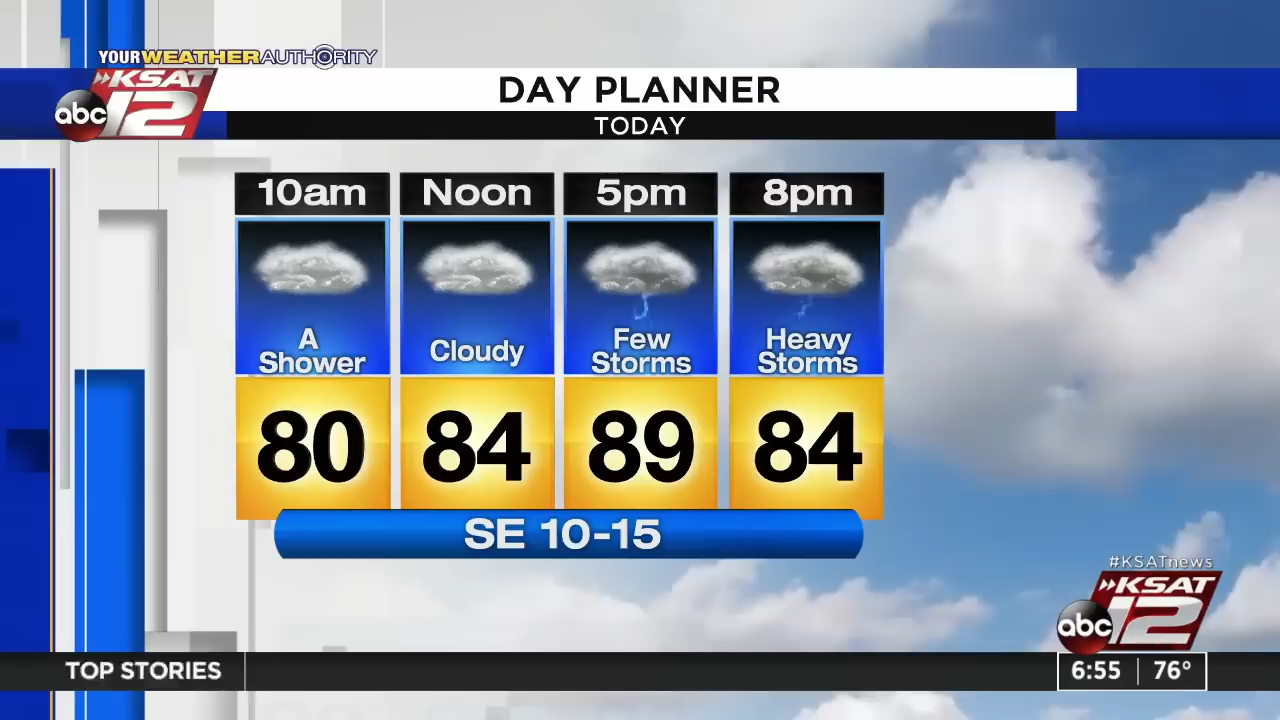 YOURWEATHERAUTHORITY
KSAT
abc 12
DAY PLANNER
TODAY
10am Noon 5pm 8pm
A Shower
Cloudy
Few Storms
Heavy Storms
80 84 89 84
SE 10-15
#KSATnews
KSAT
abc 12
TOP STORIES
6:55 76°